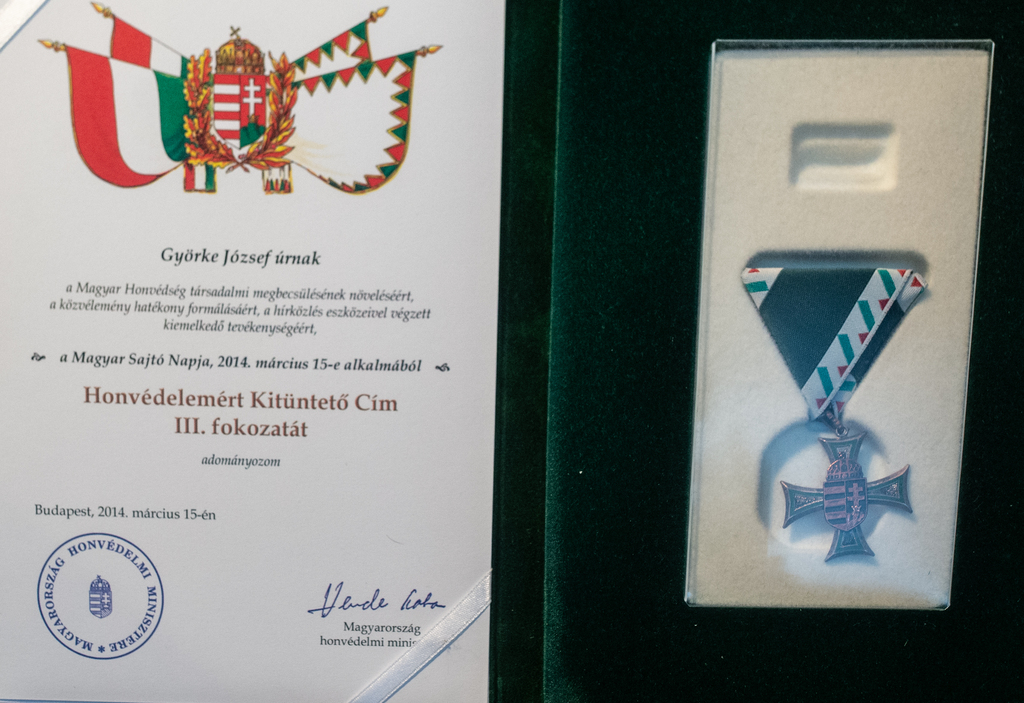 Györke József úrnak
a Magyar Honvédség társadalmi megbecsülésének növeléséért,
a közvélemény hatékony formálásáért, a hírközlés eszközeivel végzett
kiemelkedő tevékenységéért,
a Magyar Sajtó Napja, 2014. március 15-e alkalmából
Honvédelemért Kitüntető Cím
III. fokozatát
adományozom
Budapest, 2014. március 15-én
MAGYARORSZÁG HONVÉDELMI MINISZTERE *
Magyarország
honvédelmi